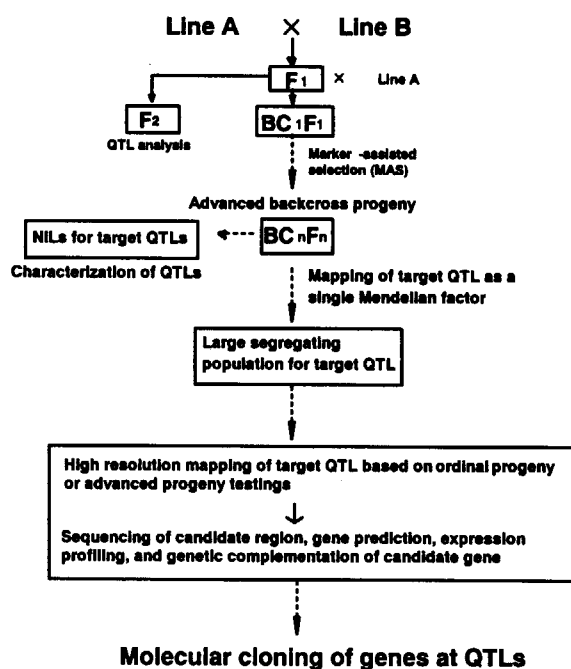 Line A × Line B
F1 × Line A
F2
QTL analysis
BC1F1
Marker -assisted
selection (MAS)
Advanced backcross progeny
NILs for target QTLs
BCnFn
Characterization of QTLs
Mapping of target QTL as a
single Mendelian factor
Large segregating
population for target QTL
High resolution mapping of target QTL based on ordinal progeny
or advanced progeny testings
Sequencing of candidate region, gene prediction, expression
profiling, and genetic complementation of candidate gene
Molecular cloning of genes at QTLs